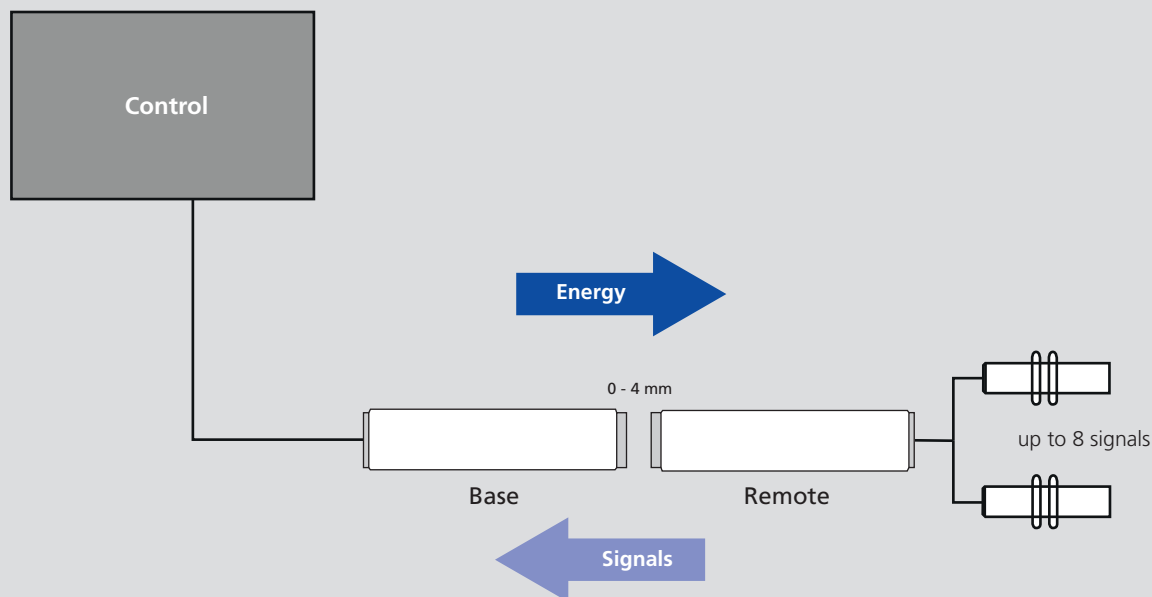 Control
Energy
0 - 4 mm
up to 8 signals
Base
Remote
Signals